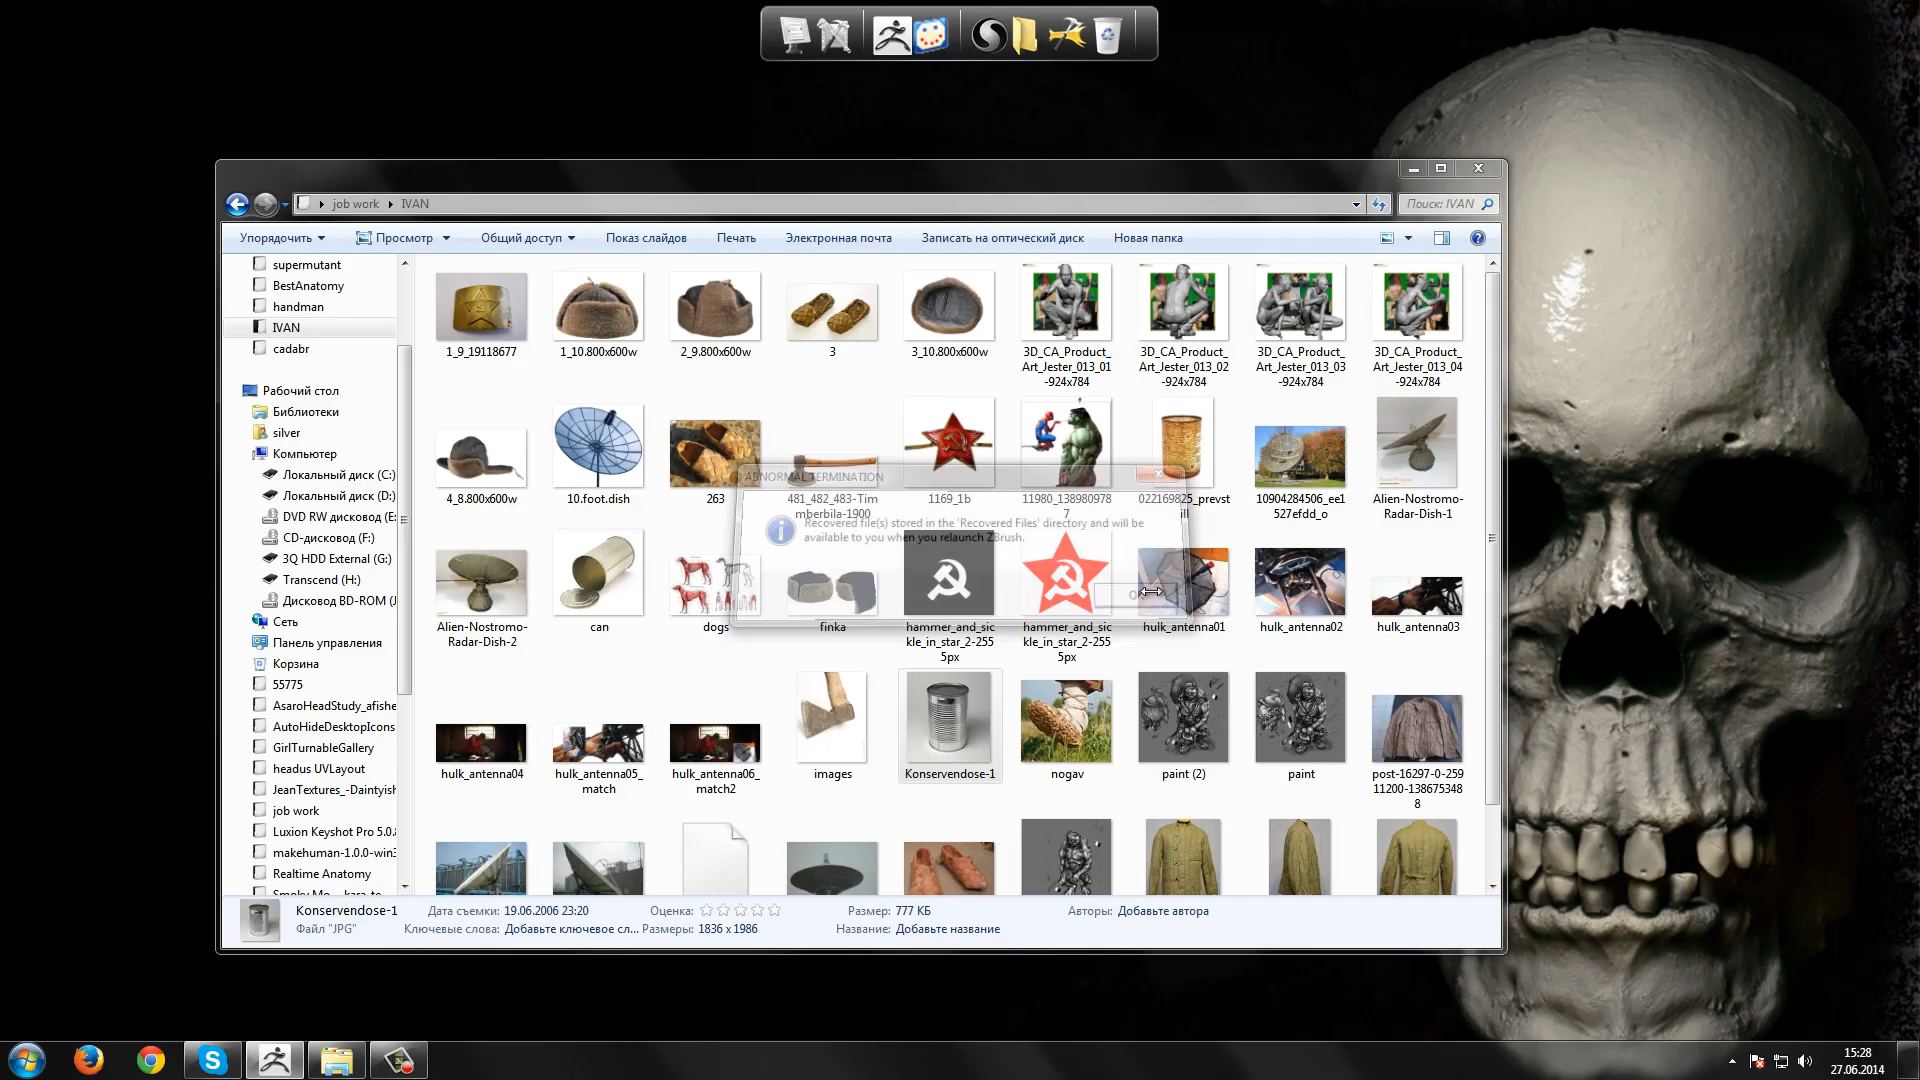 job work
IVAN
Поиск: IVAN
Упорядочить
Просмотр
Общий доступ
Показ слайдов
Печать
Электронная почта
Записать на оптический диск
Новая папка
supermutant
BestAnatomy
handman
IVAN
cadabr
Рабочий стол
Библиотеки
silver
Компьютер
Локальный диск (C:)
Локальный диск (D:)
DVD RW дисковод (E:
CD-дисковод (F:)
3Q HDD External (G:)
Transcend (H:)
Дисковод BD-ROM (J
Сеть
Панель управления
Корзина
55775
AsaroHeadStudy_afishe
AutoHideDesktopIcons
GirlTurnableGallery
headus UVLayout
JeanTextures_-Daintyish
job work
Luxion Keyshot Pro 5.0.8
makehuman-1.0.0-win3
Realtime Anatomy
1_9_19118677
1_10.800x600w
2_9.800x600w
3
3_10.800x600w
3D_CA_Product_
Art_Jester_013_01
-924x784
3D_CA_Product_
Art_Jester_013_02
-924x784
3D_CA_Product_
Art_Jester_013_03
-924x784
3D_CA_Product_
Art_Jester_013_04
-924x784
4_8.800x600w
10.foot.dish
263
481_482_483-Tim
mberbila-1900
1169_1b
11980_138980978
7
022169825_prevst
ill
10904284506_ee1
527efdd_o
Alien-Nostromo-
Radar-Dish-1
ABNORMAL TERMINATION
Recovered file(s) stored in the 'Recovered Files' directory and will be
available to you when you relaunch ZBrush.
Alien-Nostromo-
Radar-Dish-2
can
dogs
finka
hammer_and_sic
kle_in_star_2-255
5px
hammer_and_sic
kle_in_star_2-255
5px
hulk_antenna01
hulk_antenna02
hulk_antenna03
hulk_antenna04
hulk_antenna05_
match
hulk_antenna06_
match2
images
Konservendose-1
nogav
paint (2)
paint
post-16297-0-259
11200-138675348
8
Konservendose-1
Файл "JPG"
Дата съемки: 19.06.2006 23:20
Ключевые слова: Добавьте ключевое сл...
Оценка:
Размеры: 1836 x 1986
Размер: 777 КБ
Название: Добавьте название
Авторы: Добавьте автора
15:28
27.06.2014